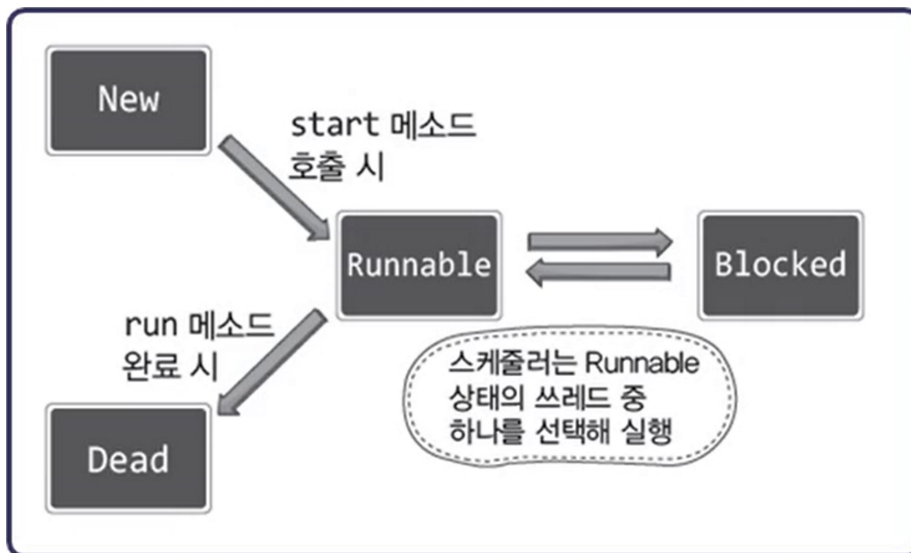 New
start 메소드
호출 시
Runnable
Blocked
run 메소드
완료 시
스케줄러는 Runnable
상태의 쓰레드 중
하나를 선택해 실행
Dead